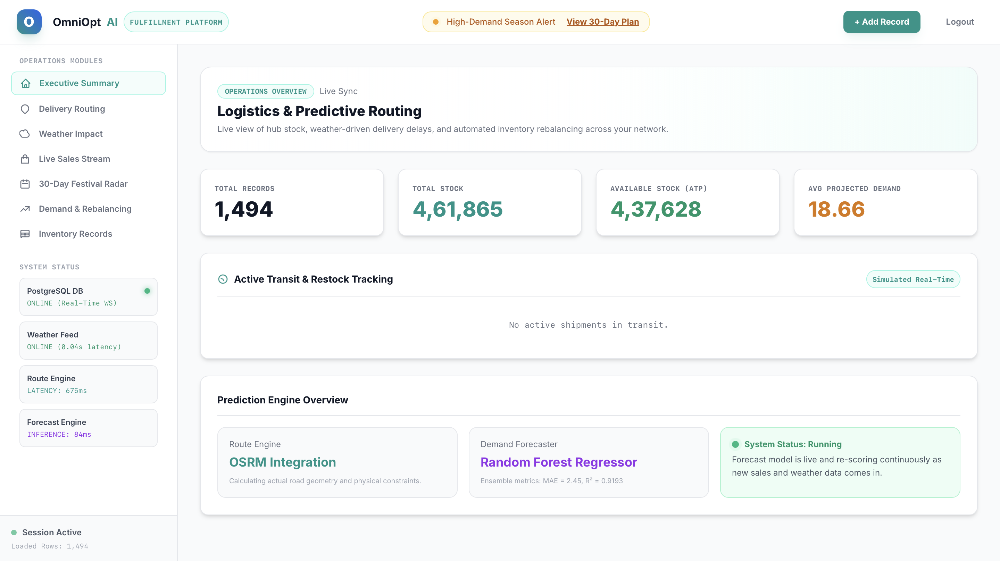 O
OmniOpt AI
FULFILLMENT PLATFORM
High-Demand Season Alert View 30-Day Plan
+ Add Record
Logout
OPERATIONS MODULES
Executive Summary
Delivery Routing
Weather Impact
Live Sales Stream
30-Day Festival Radar
Demand & Rebalancing
Inventory Records
SYSTEM STATUS
PostgreSQL DB
ONLINE (Real-Time WS)
Weather Feed
ONLINE (0.04s latency)
Route Engine
LATENCY: 675ms
Forecast Engine
INFERENCE: 84ms
Session Active
Loaded Rows: 1,494
OPERATIONS OVERVIEW Live Sync
Logistics & Predictive Routing
Live view of hub stock, weather-driven delivery delays, and automated inventory rebalancing across your network.
TOTAL RECORDS
1,494
TOTAL STOCK
4,61,865
AVAILABLE STOCK (ATP)
4,37,628
AVG PROJECTED DEMAND
18.66
Active Transit & Restock Tracking
Simulated Real-Time
No active shipments in transit.
Prediction Engine Overview
Route Engine
OSRM Integration
Calculating actual road geometry and physical constraints.
Demand Forecaster
Random Forest Regressor
Ensemble metrics: MAE = 2.45, R² = 0.9193
System Status: Running
Forecast model is live and re-scoring continuously as
new sales and weather data comes in.